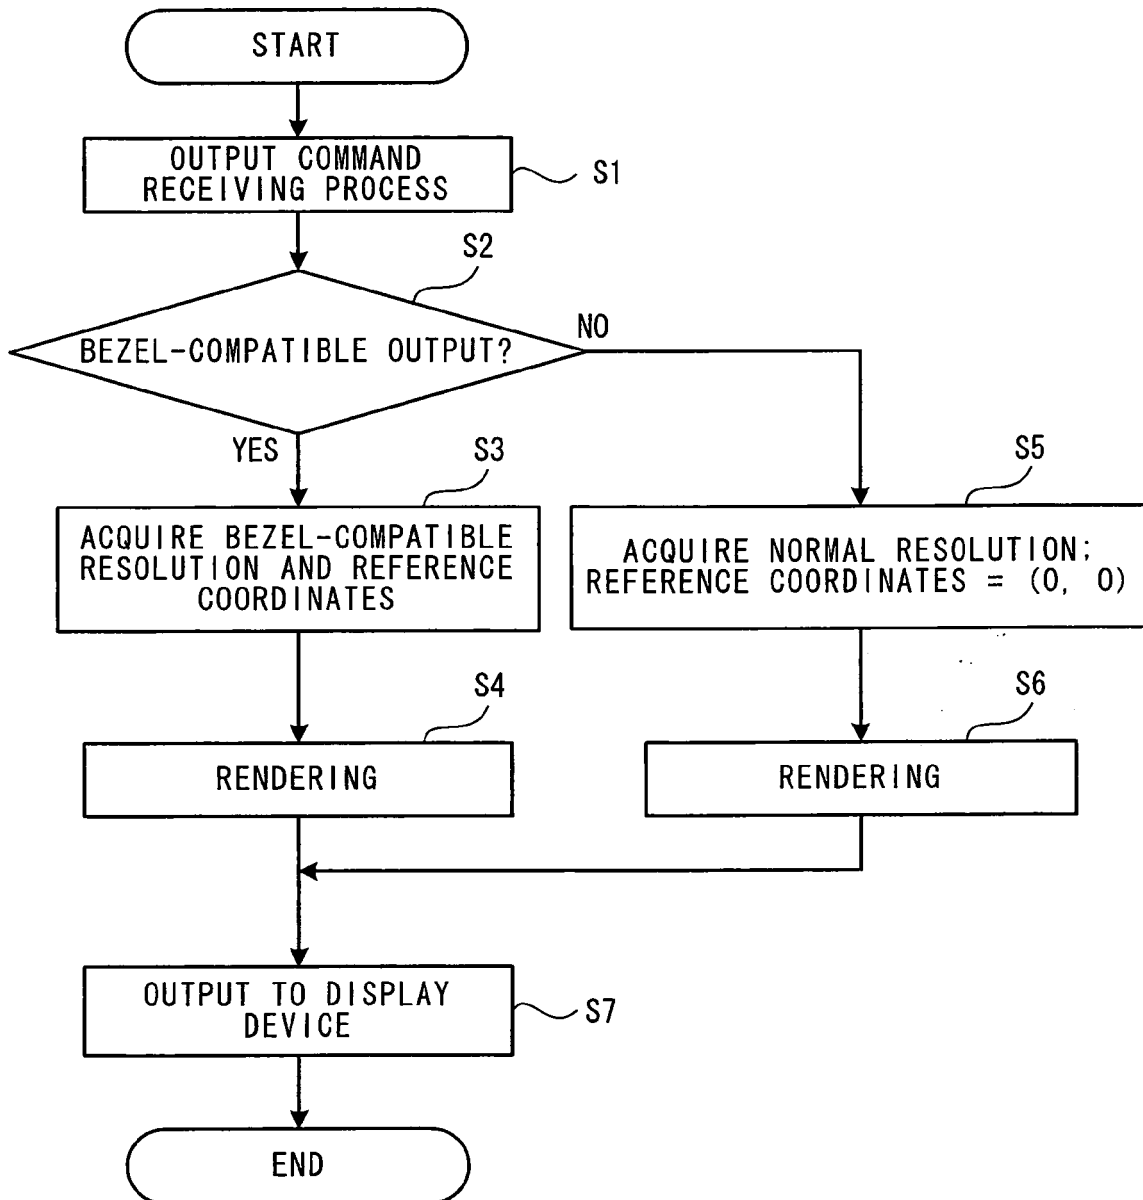 START
OUTPUT COMMAND
RECEIVING PROCESS
S1
S2
BEZEL-COMPATIBLE OUTPUT?
NO
YES
S3
ACQUIRE BEZEL-COMPATIBLE
RESOLUTION AND REFERENCE
COORDINATES
S5
ACQUIRE NORMAL RESOLUTION;
REFERENCE COORDINATES = (0, 0)
S4
RENDERING
S6
RENDERING
OUTPUT TO DISPLAY
DEVICE
S7
END